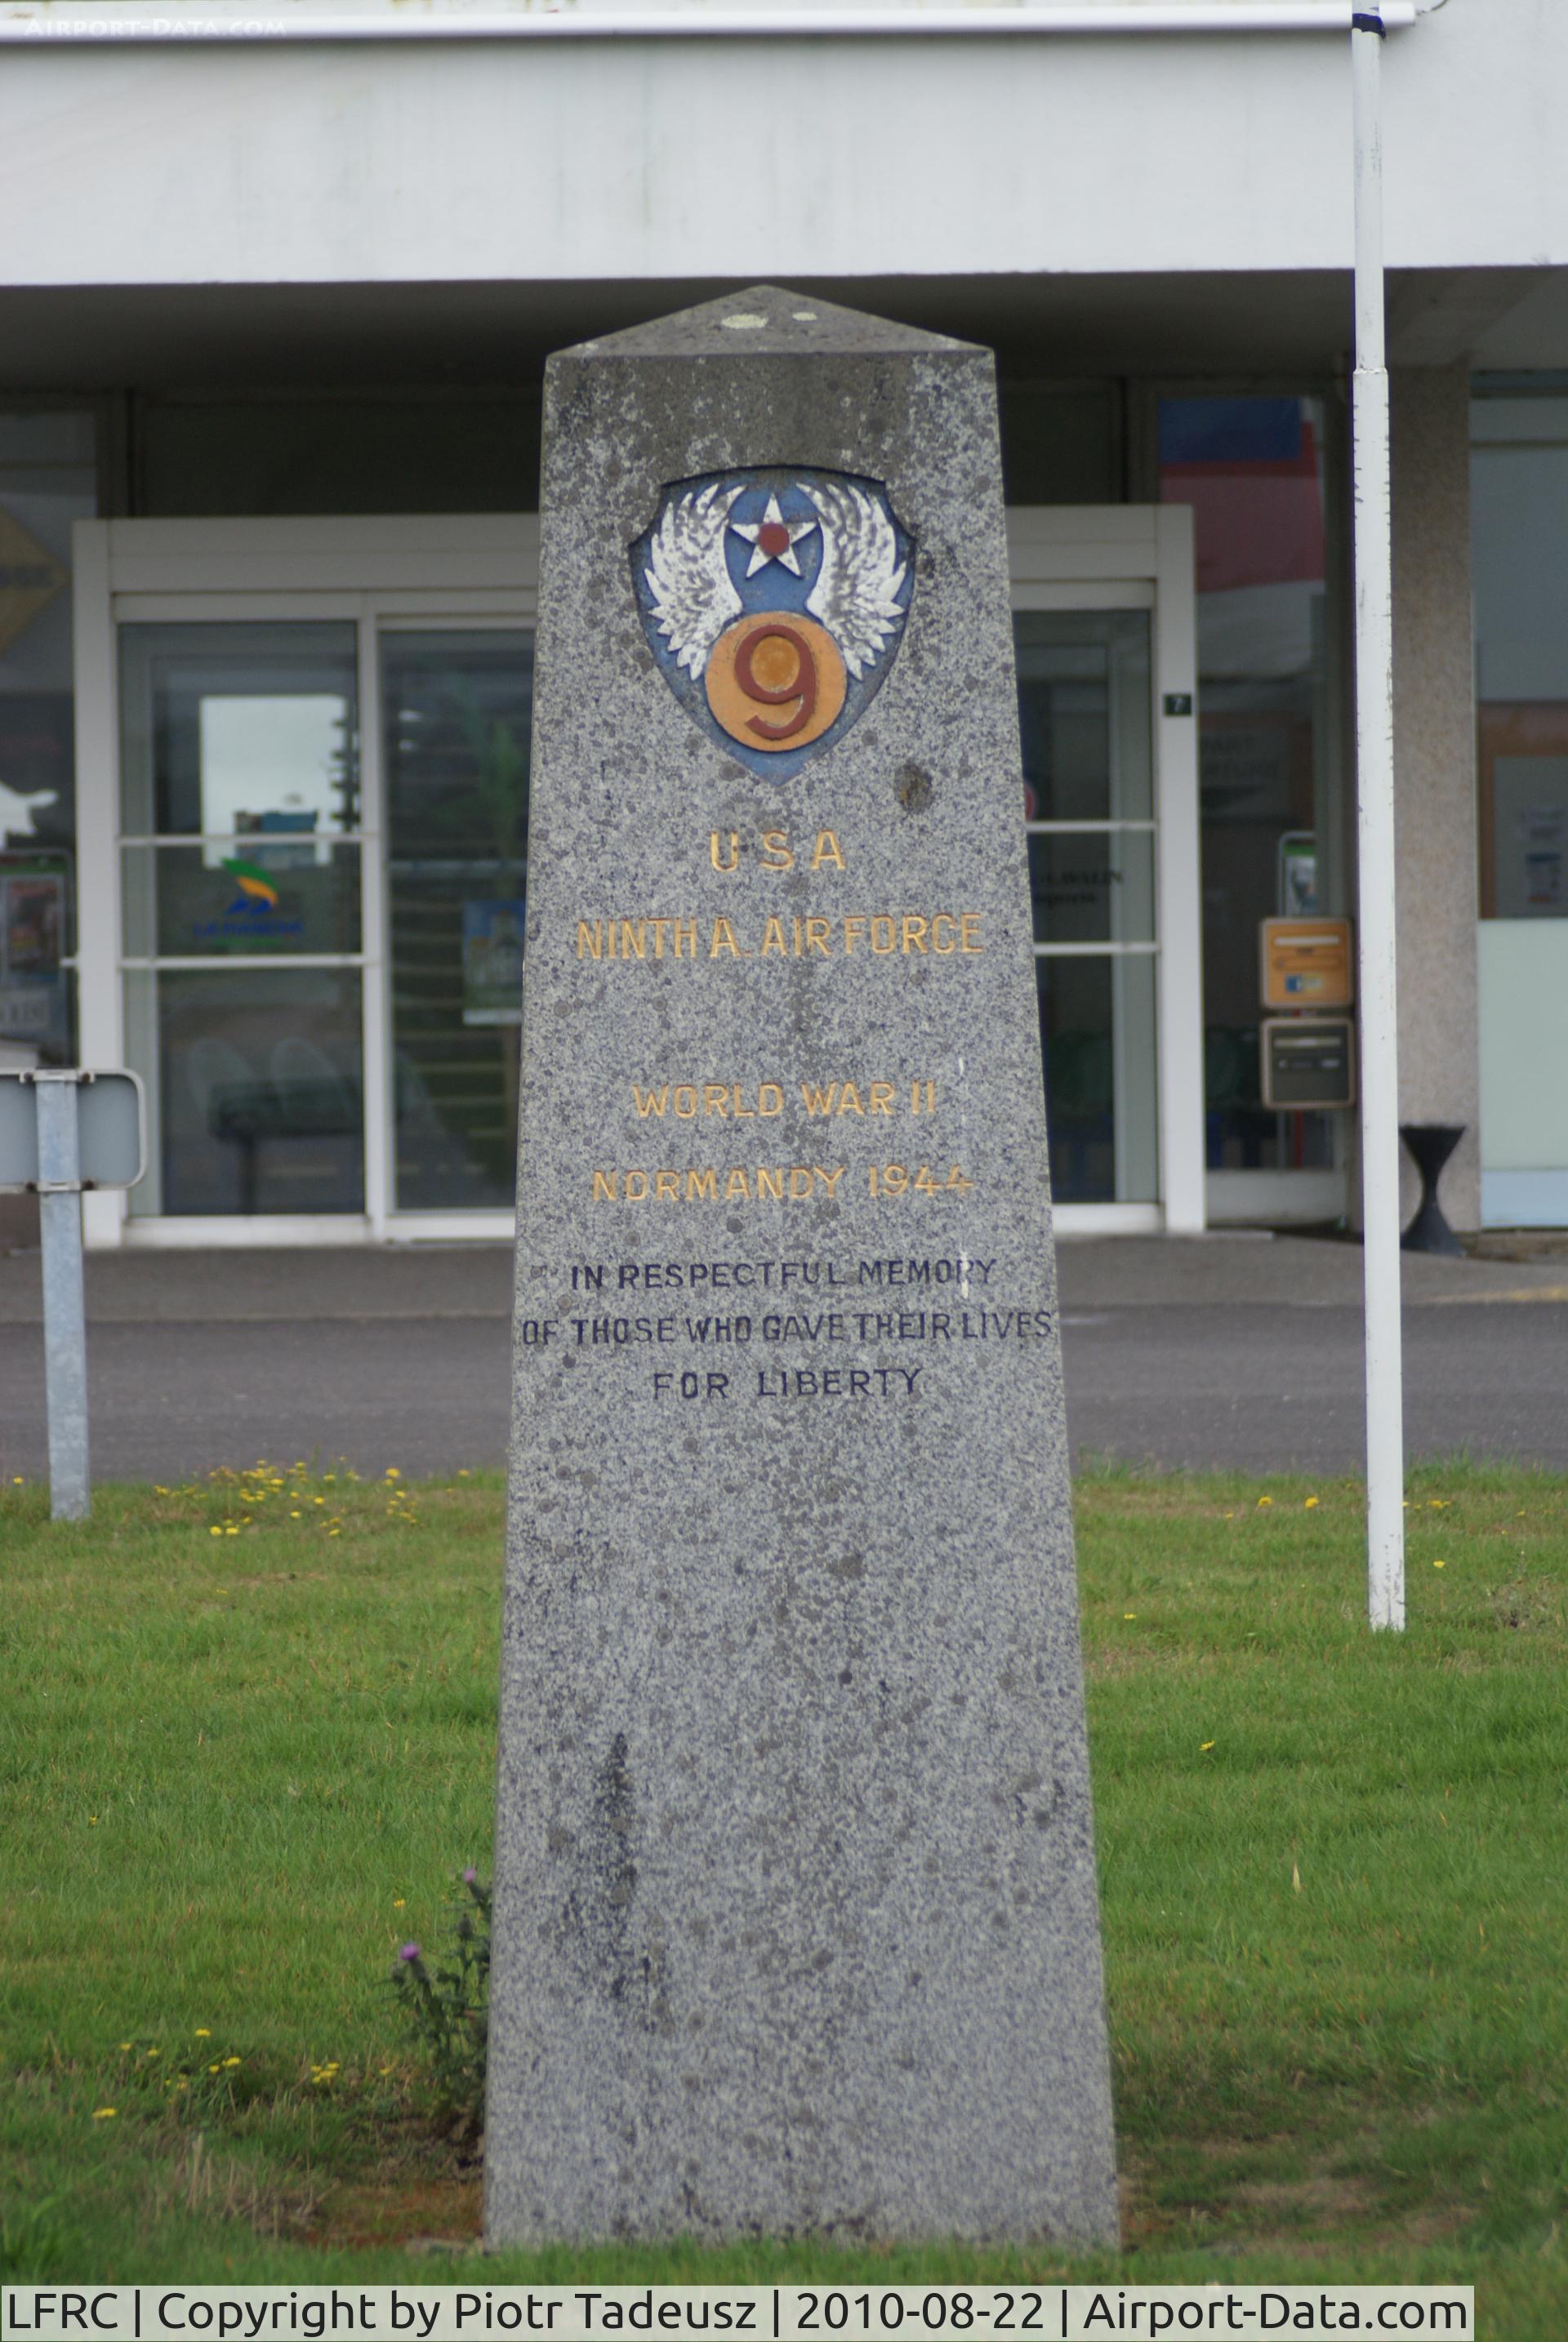 AIRPORT-DATA.COM
9
7
USA
NINTH A. AIR FORCE
WORLD WAR II
NORMANDY 1944
IN RESPECTFUL MEMORY
OF THOSE WHO GAVE THEIR LIVES
FOR LIBERTY
LFRC | Copyright by Piotr Tadeusz | 2010-08-22 | Airport-Data.com